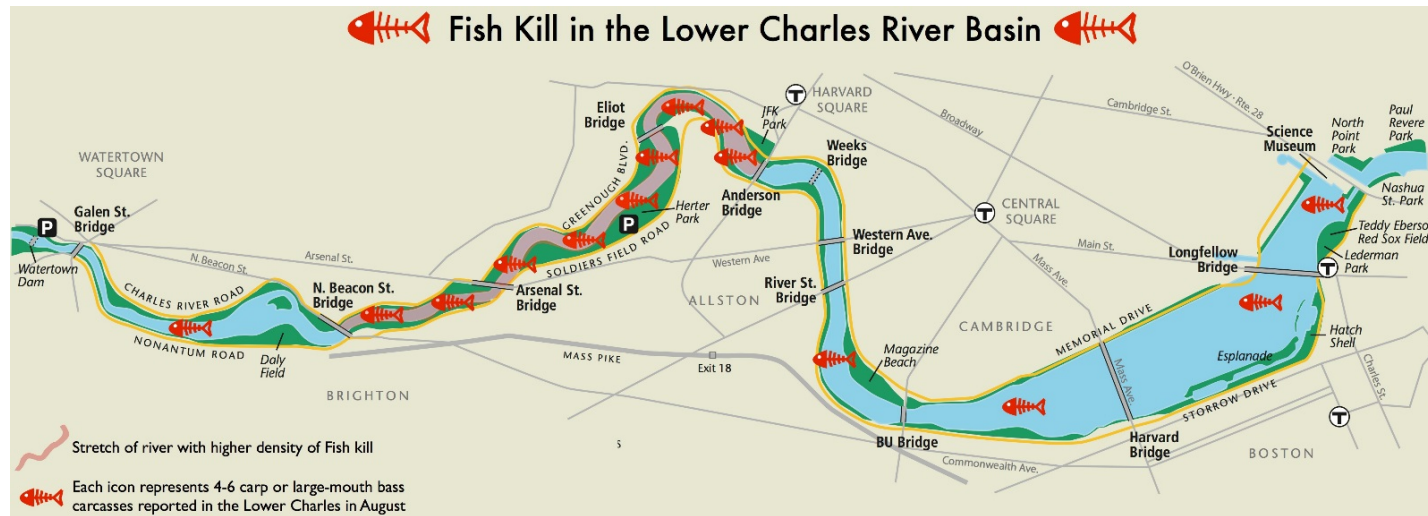 Fish Kill in the Lower Charles River Basin
WATERTOWN
SQUARE
P
Galen St.
Bridge
Watertown
Dam
N. Beacon St.
Arsenal St.
CHARLES RIVER ROAD
NONANTUM ROAD
Daly
Field
N. Beacon St.
Bridge
BRIGHTON
MASS PIKE
Exit 18
Arsenal St.
Bridge
SOLDIERS FIELD ROAD
GREENOUGH BLVD.
Herter
Park
P
Eliot
Bridge
T
HARVARD
SQUARE
JFK
Park
Anderson
Bridge
Weeks
Bridge
Western Ave
ALLSTON
Western Ave.
Bridge
River St.
Bridge
Magazine
Beach
BU Bridge
Commonwealth Ave.
Broadway
Cambridge St.
O'Brien Hwy - Rte. 28
T
CENTRAL
SQUARE
Main St.
Mass Ave.
CAMBRIDGE
MEMORIAL DRIVE
Mass Ave.
Harvard
Bridge
STORROW DRIVE
Esplanade
Hatch
Shell
Longfellow
Bridge
T
Science
Museum
North
Point
Park
Paul
Revere
Park
Nashua
St. Park
Teddy Eberso
Red Sox Field
Lederman
Park
Charles St.
T
BOSTON
s
Stretch of river with higher density of Fish kill
Each icon represents 4-6 carp or large-mouth bass
carcasses reported in the Lower Charles in August